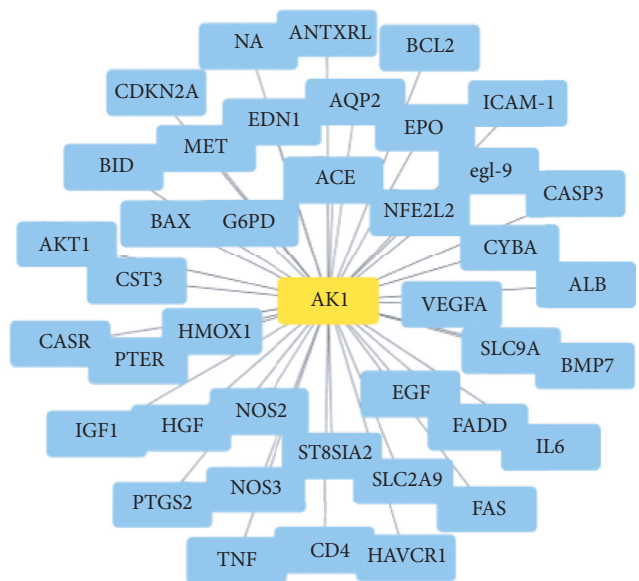 ANTXRL
NA
BCL2
CDKN2A
AQP2
ICAM-1
EDN1
EPO
MET
BID
ACE
egl-9
CASP3
BAX
G6PD
NFE2L2
AKT1
CYBA
CST3
ALB
AK1
VEGFA
CASR
HMOX1
PTER
SLC9A
BMP7
EGF
IGF1
HGF
NOS2
FADD
IL6
ST8SIA2
PTGS2
NOS3
SLC2A9
FAS
TNF
CD4
HAVCR1